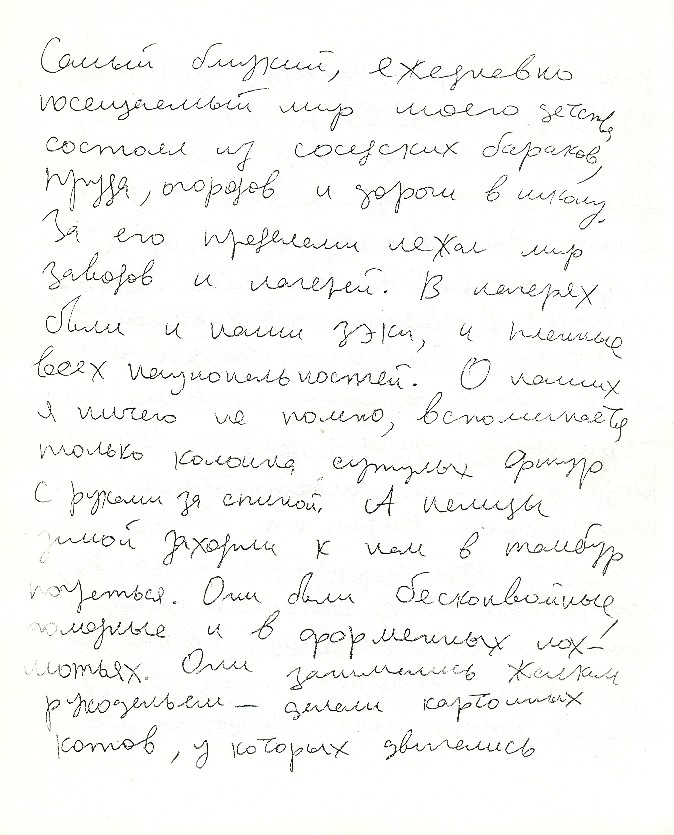 Самый близкий, ежедневно
посещаемый мир моего детства
состоял из соседских бараков,
пруда, огородов и дороги в школу.
За его пределами лежал мир
заводов и лагерей. В лагерях
были и наши зэки, и пленные
всех национальностей. О наших
я ничего не помню, вспоминается
только колонна сутулых фигур
с руками за спиной. А немцы
зимой заходили к нам в тамбур
погреться. Они были бесконвойные,
голодные и в форменных лох-
мотьях. Они занимались жалким
рукодельем – делали картонных
котов, у которых двигались